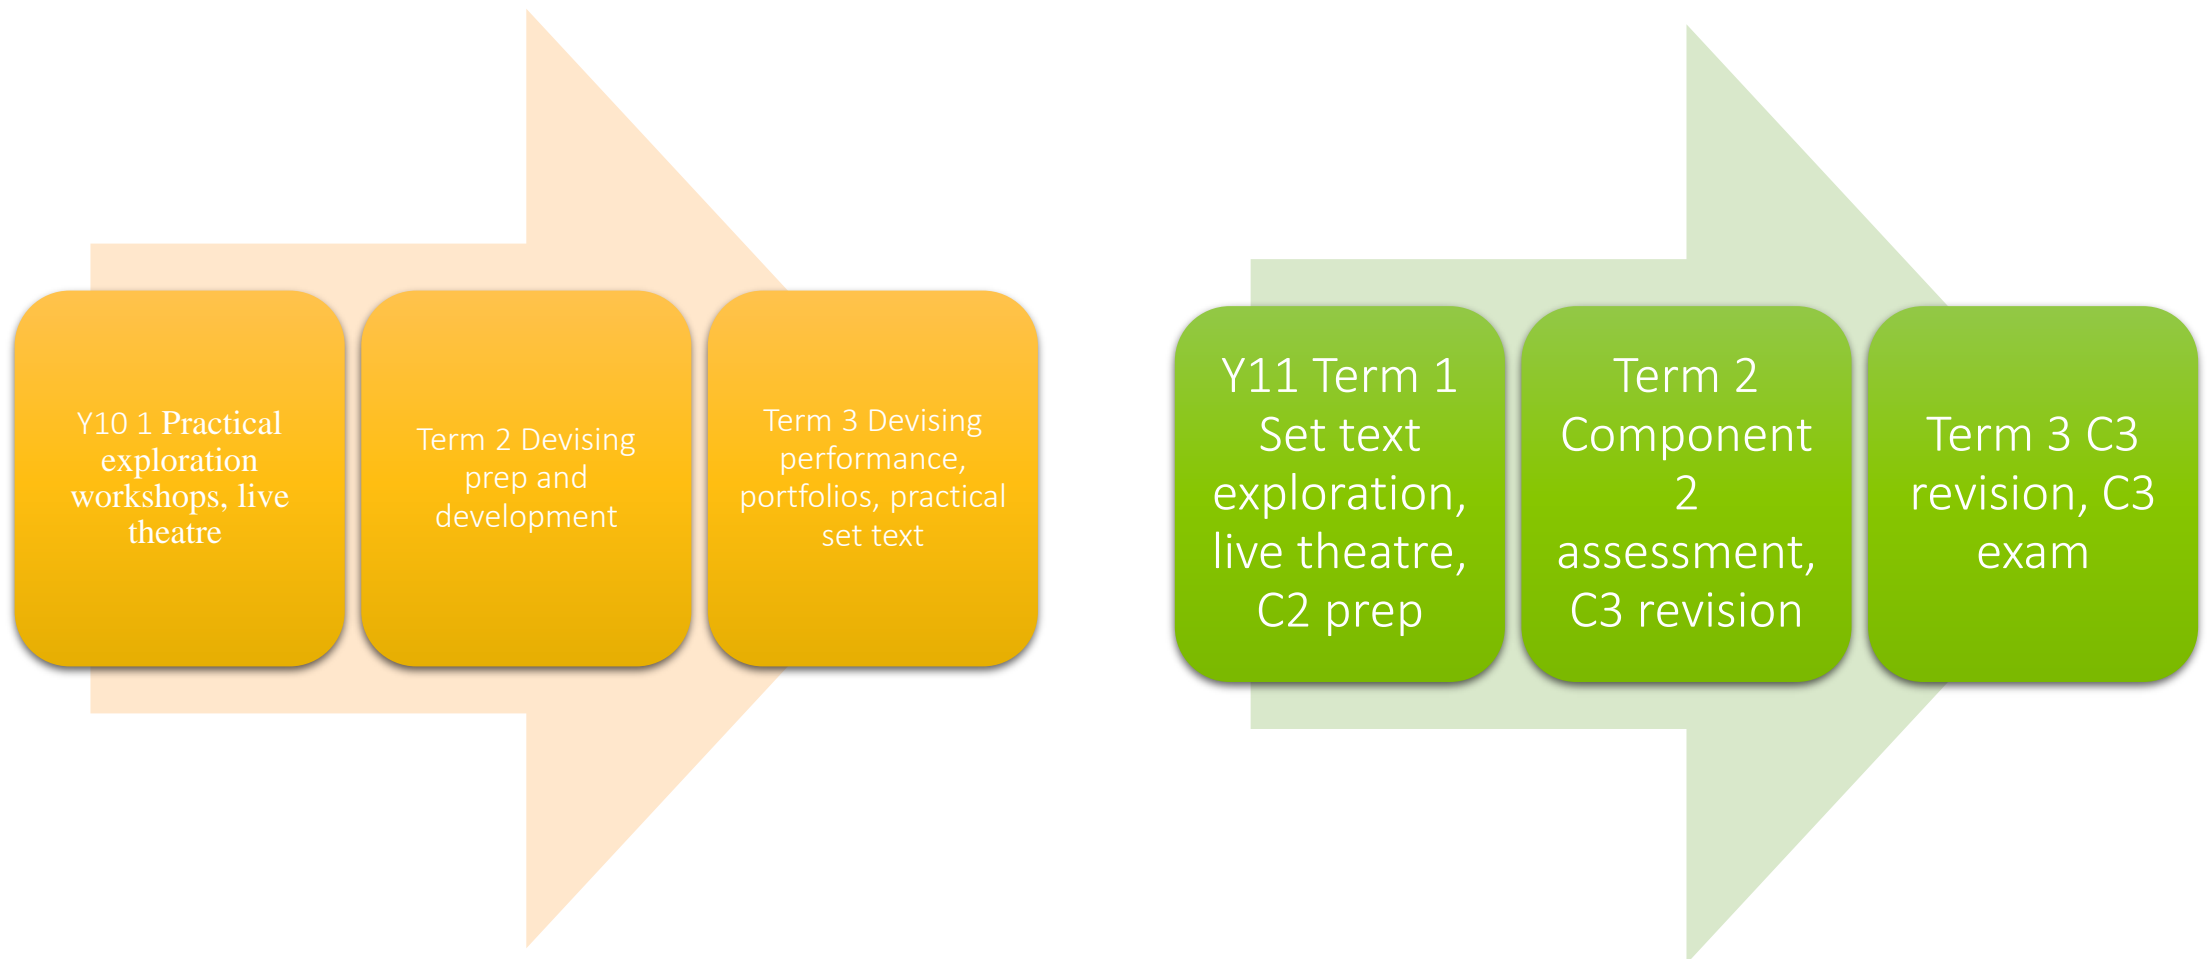 Y10 1 Practical
exploration
workshops, live
theatre
Term 2 Devising
prep and
development
Term 3 Devising
performance,
portfolios, practical
set text
Y11 Term 1
Set text
exploration,
live theatre,
C2 prep
Term 2
Component
2
assessment,
C3 revision
Term 3 C3
revision, C3
exam